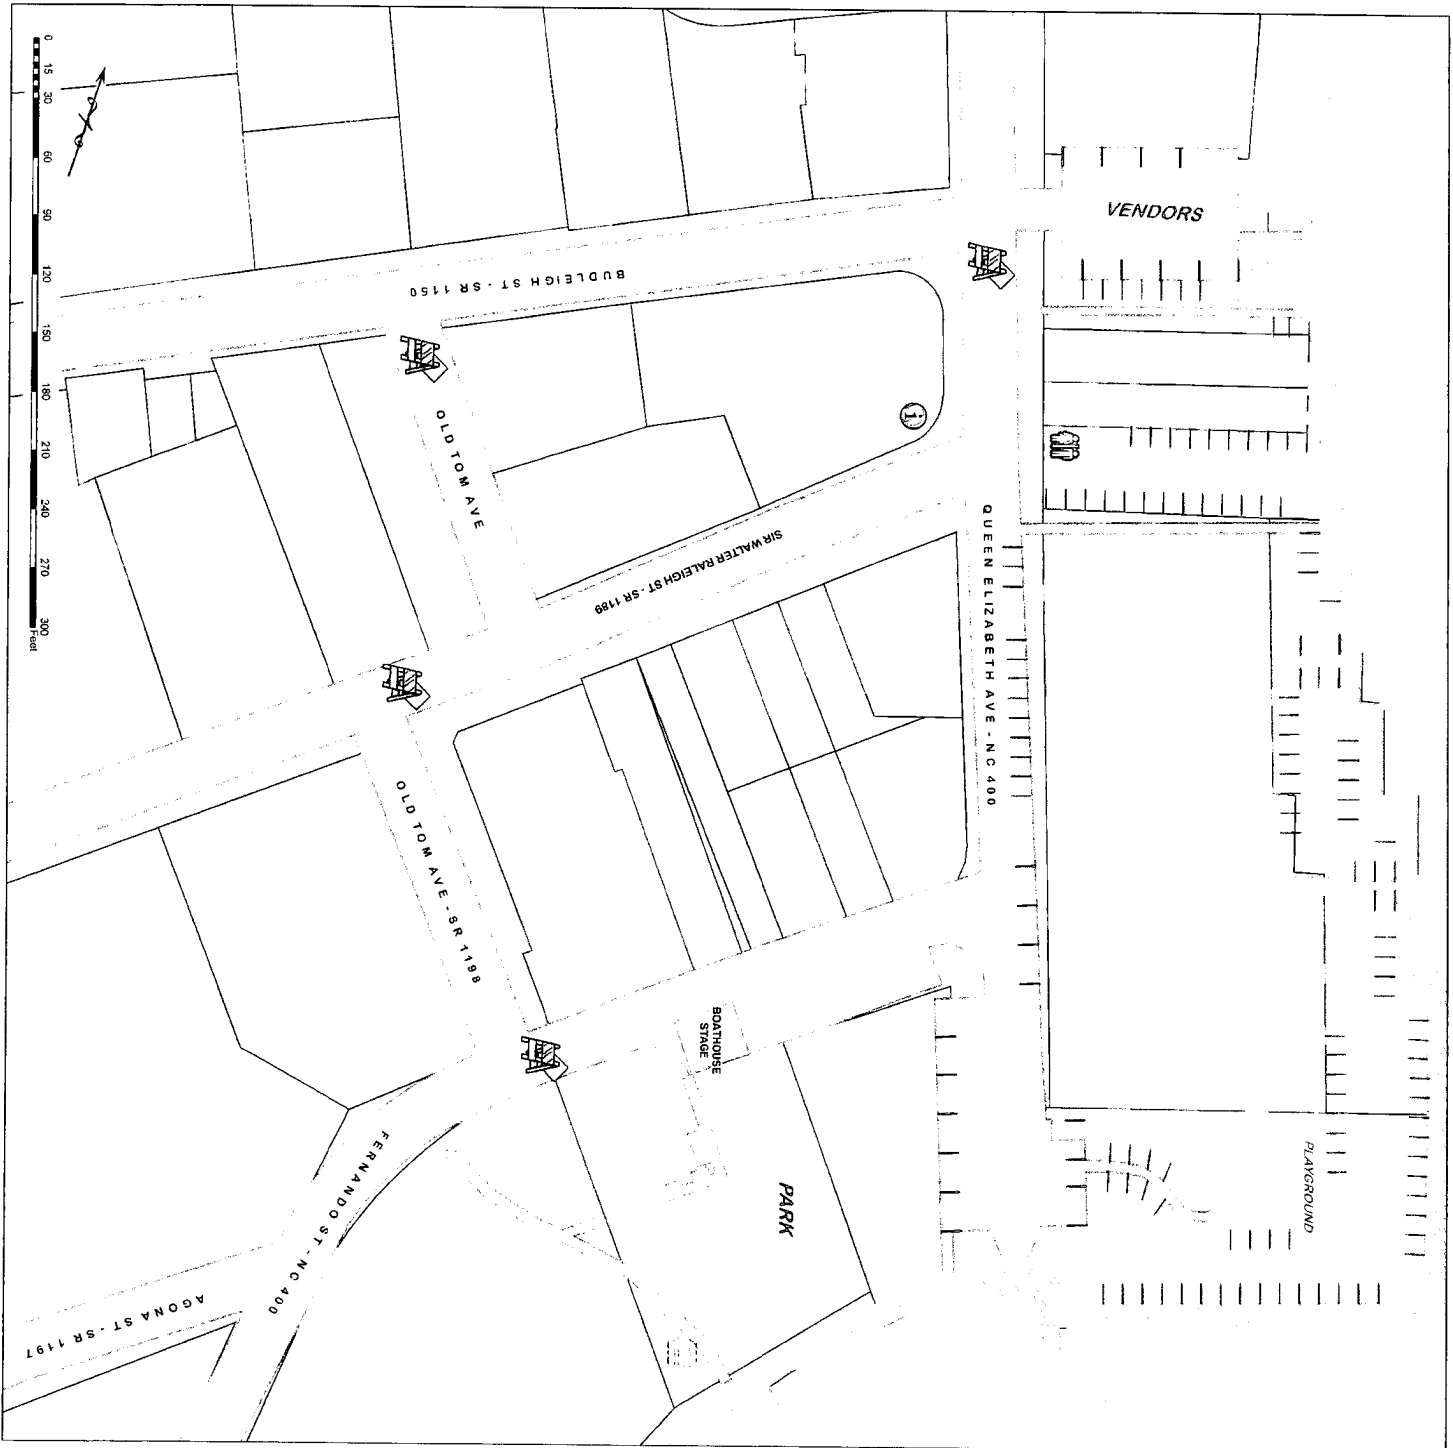 0 15 30 60 90 120 150 180 210 240 270 300
Feet
VENDORS
BUDLEIGH ST - SR 1150
OLD TOM AVE
i
SIR WALTER RALEIGH ST - SR 1189
QUEEN ELIZABETH AVE - NC 400
OLD TOM AVE - SR 1198
BOATHOUSE
STAGE
PARK
PLAYGROUND
FERNANDO ST - NC 400
AGONA ST - SR 1197